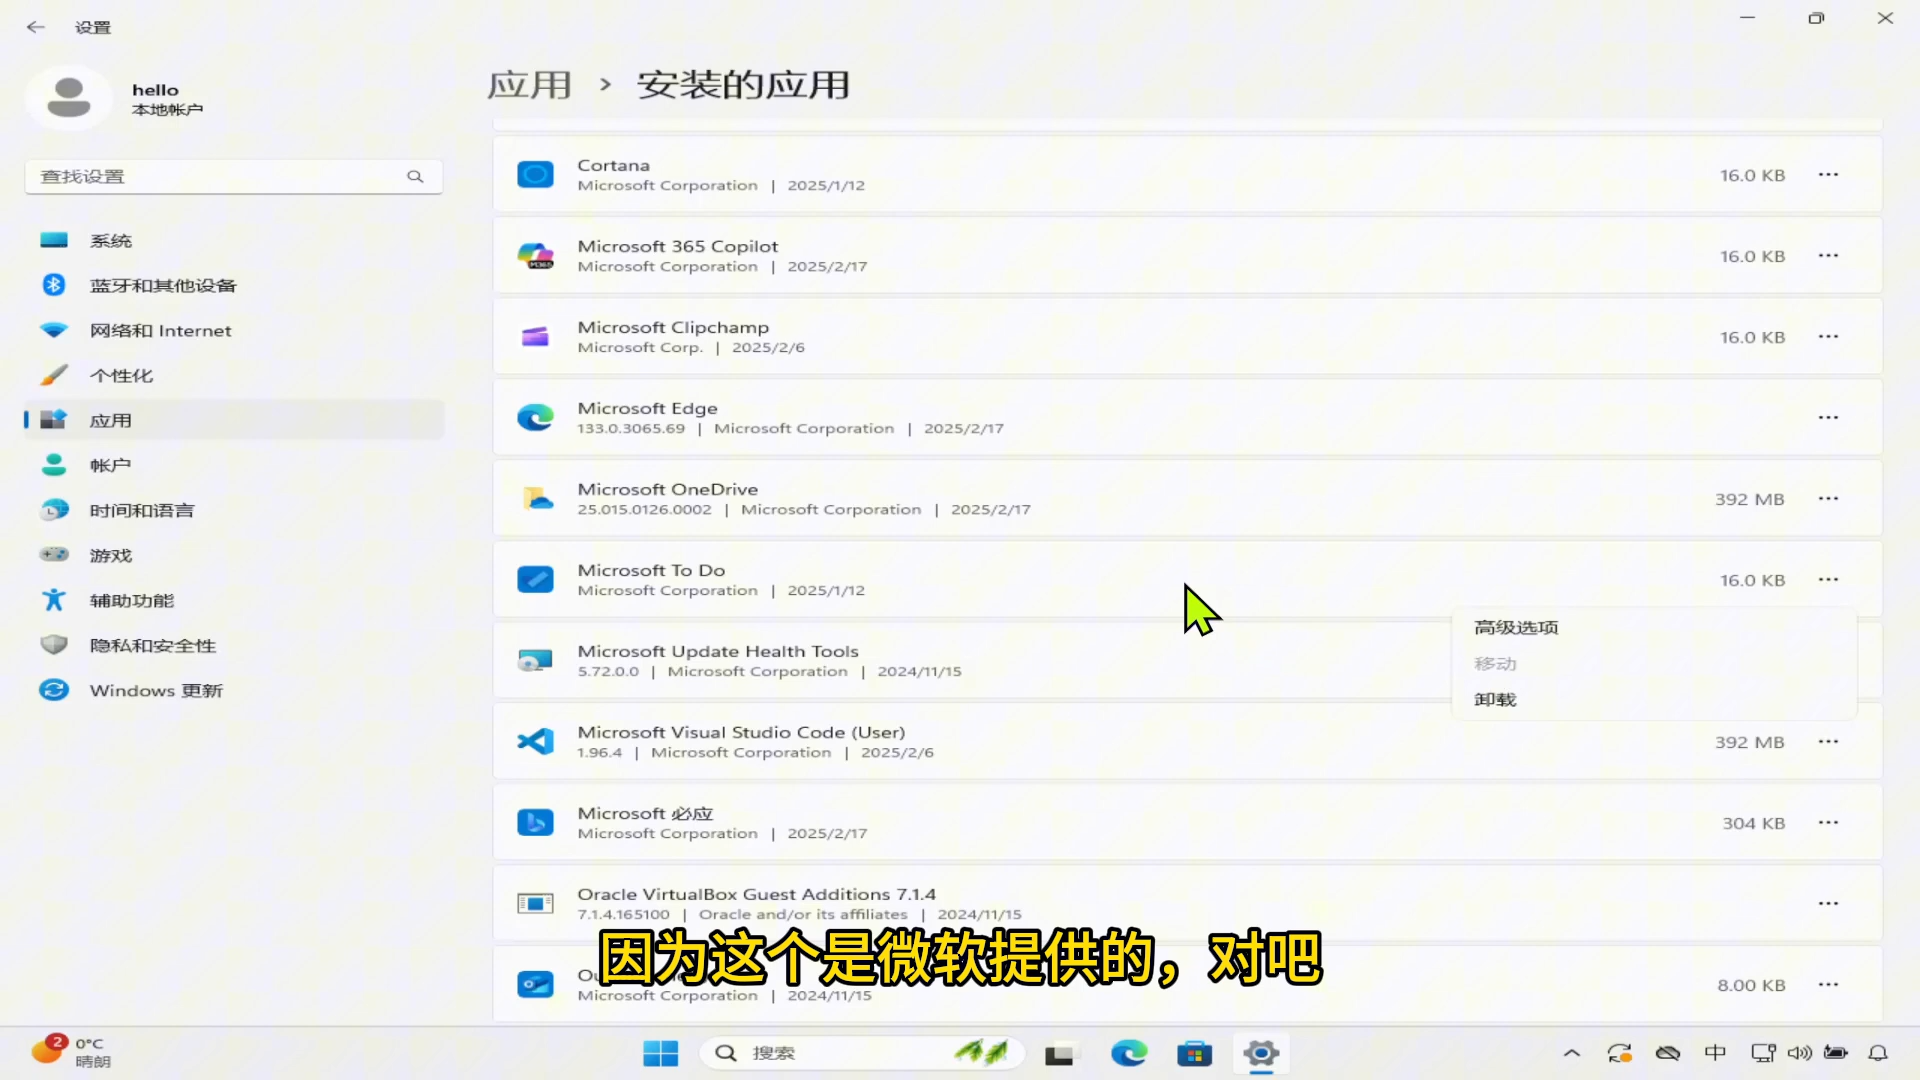 设置
hello
本地帐户
查找设置
系统
蓝牙和其他设备
网络和 Internet
个性化
应用
帐户
时间和语言
游戏
辅助功能
隐私和安全性
Windows 更新
应用 › 安装的应用
Cortana
Microsoft Corporation | 2025/1/12
16.0 KB
Microsoft 365 Copilot
Microsoft Corporation | 2025/2/17
16.0 KB
Microsoft Clipchamp
Microsoft Corp. | 2025/2/6
16.0 KB
Microsoft Edge
133.0.3065.69 | Microsoft Corporation | 2025/2/17
Microsoft OneDrive
25.015.0126.0002 | Microsoft Corporation | 2025/2/17
392 MB
Microsoft To Do
Microsoft Corporation | 2025/1/12
16.0 KB
高级选项
移动
卸载
Microsoft Update Health Tools
5.72.0.0 | Microsoft Corporation | 2024/11/15
Microsoft Visual Studio Code (User)
1.96.4 | Microsoft Corporation | 2025/2/6
392 MB
Microsoft 必应
Microsoft Corporation | 2025/2/17
304 KB
Oracle VirtualBox Guest Additions 7.1.4
7.1.4.165100 | Oracle and/or its affiliates | 2024/11/15
因为这个是微软提供的，对吧
Microsoft Corporation | 2024/11/15
8.00 KB
2
0°C
晴朗
搜索
中